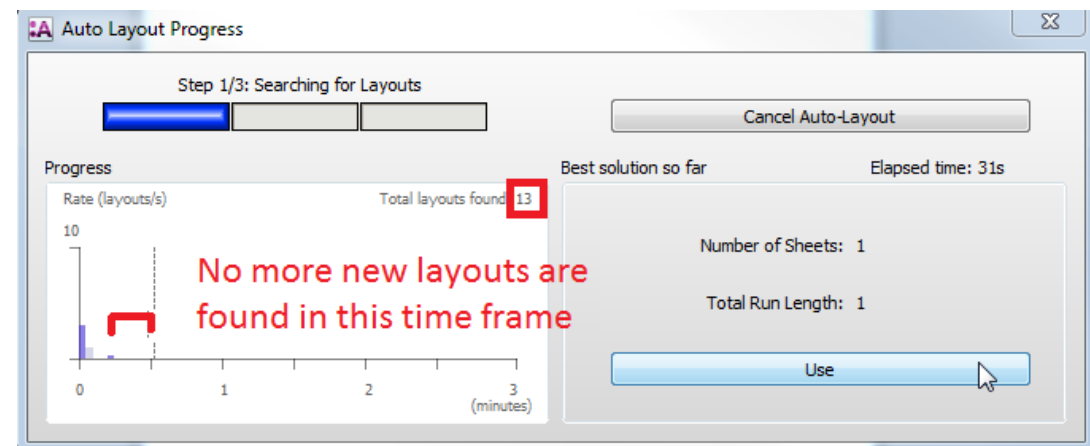 :A Auto Layout Progress
Step 1/3: Searching for Layouts
Cancel Auto-Layout
Progress
Best solution so far
Elapsed time: 31s
Rate (layouts/s)
Total layouts found: 13
10
No more new layouts are
found in this time frame
0 1 2 3
(minutes)
Number of Sheets: 1
Total Run Length: 1
Use